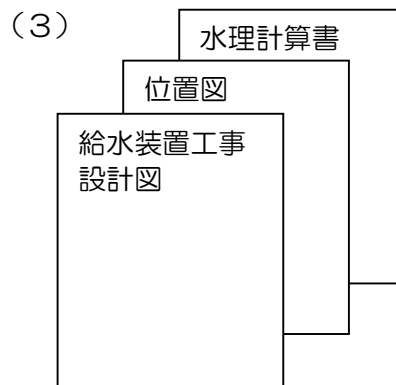 （3）
水理計算書
位置図
給水装置工事
設計図